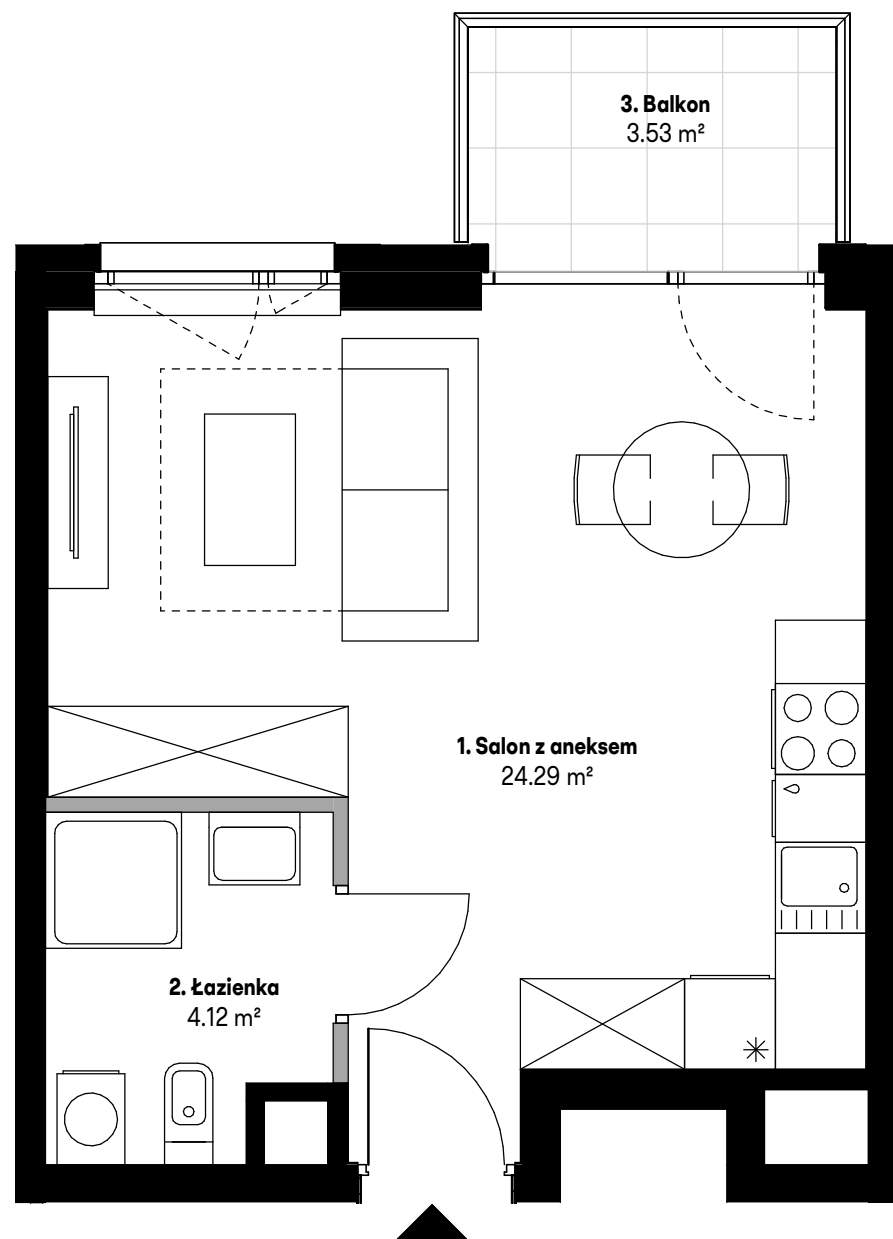 3. Balkon
3.53 m²
1. Salon z aneksem
24.29 m²
2. Łazienka
4.12 m²